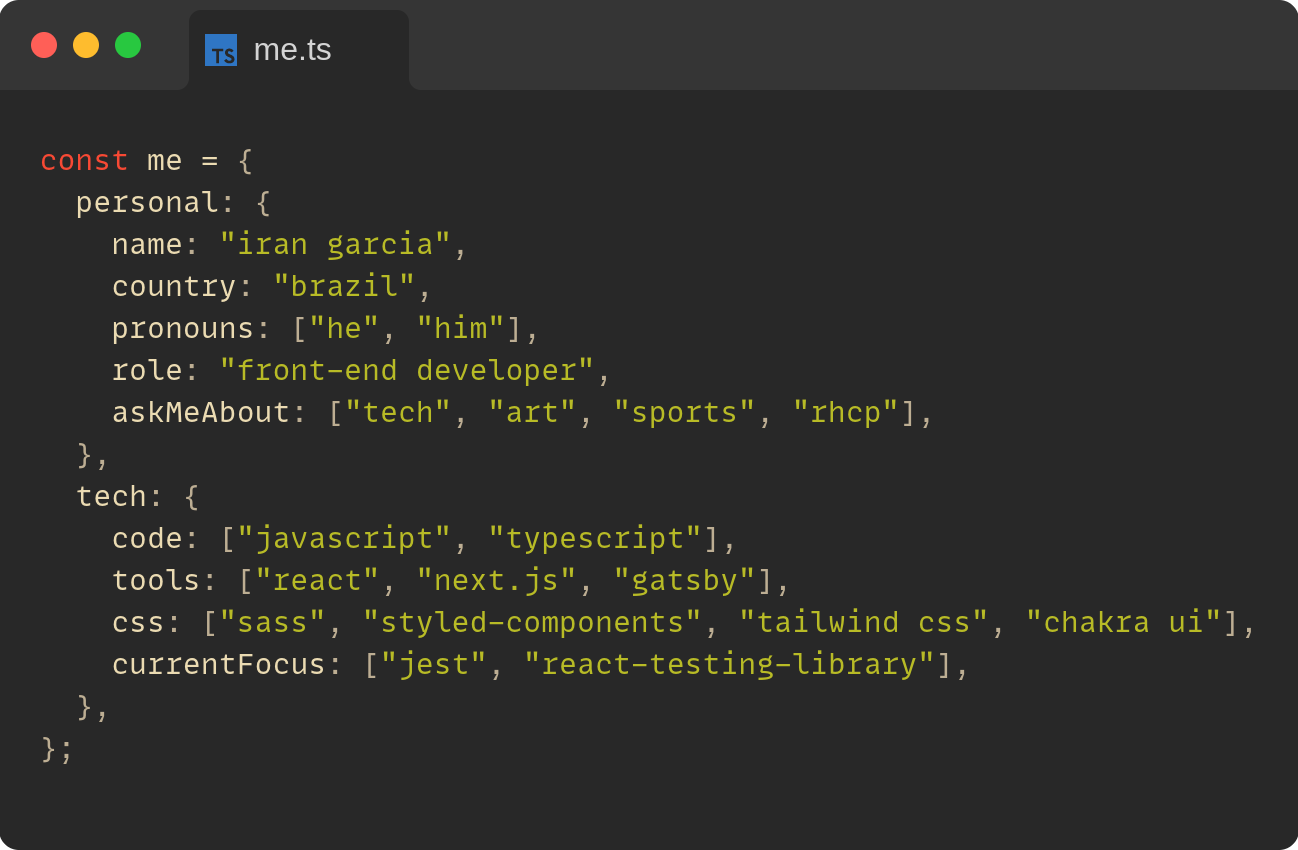 TS me.ts
const me = {
  personal: {
    name: "iran garcia",
    country: "brazil",
    pronouns: ["he", "him"],
    role: "front-end developer",
    askMeAbout: ["tech", "art", "sports", "rhcp"],
  },
  tech: {
    code: ["javascript", "typescript"],
    tools: ["react", "next.js", "gatsby"],
    css: ["sass", "styled-components", "tailwind css", "chakra ui"],
    currentFocus: ["jest", "react-testing-library"],
  },
};